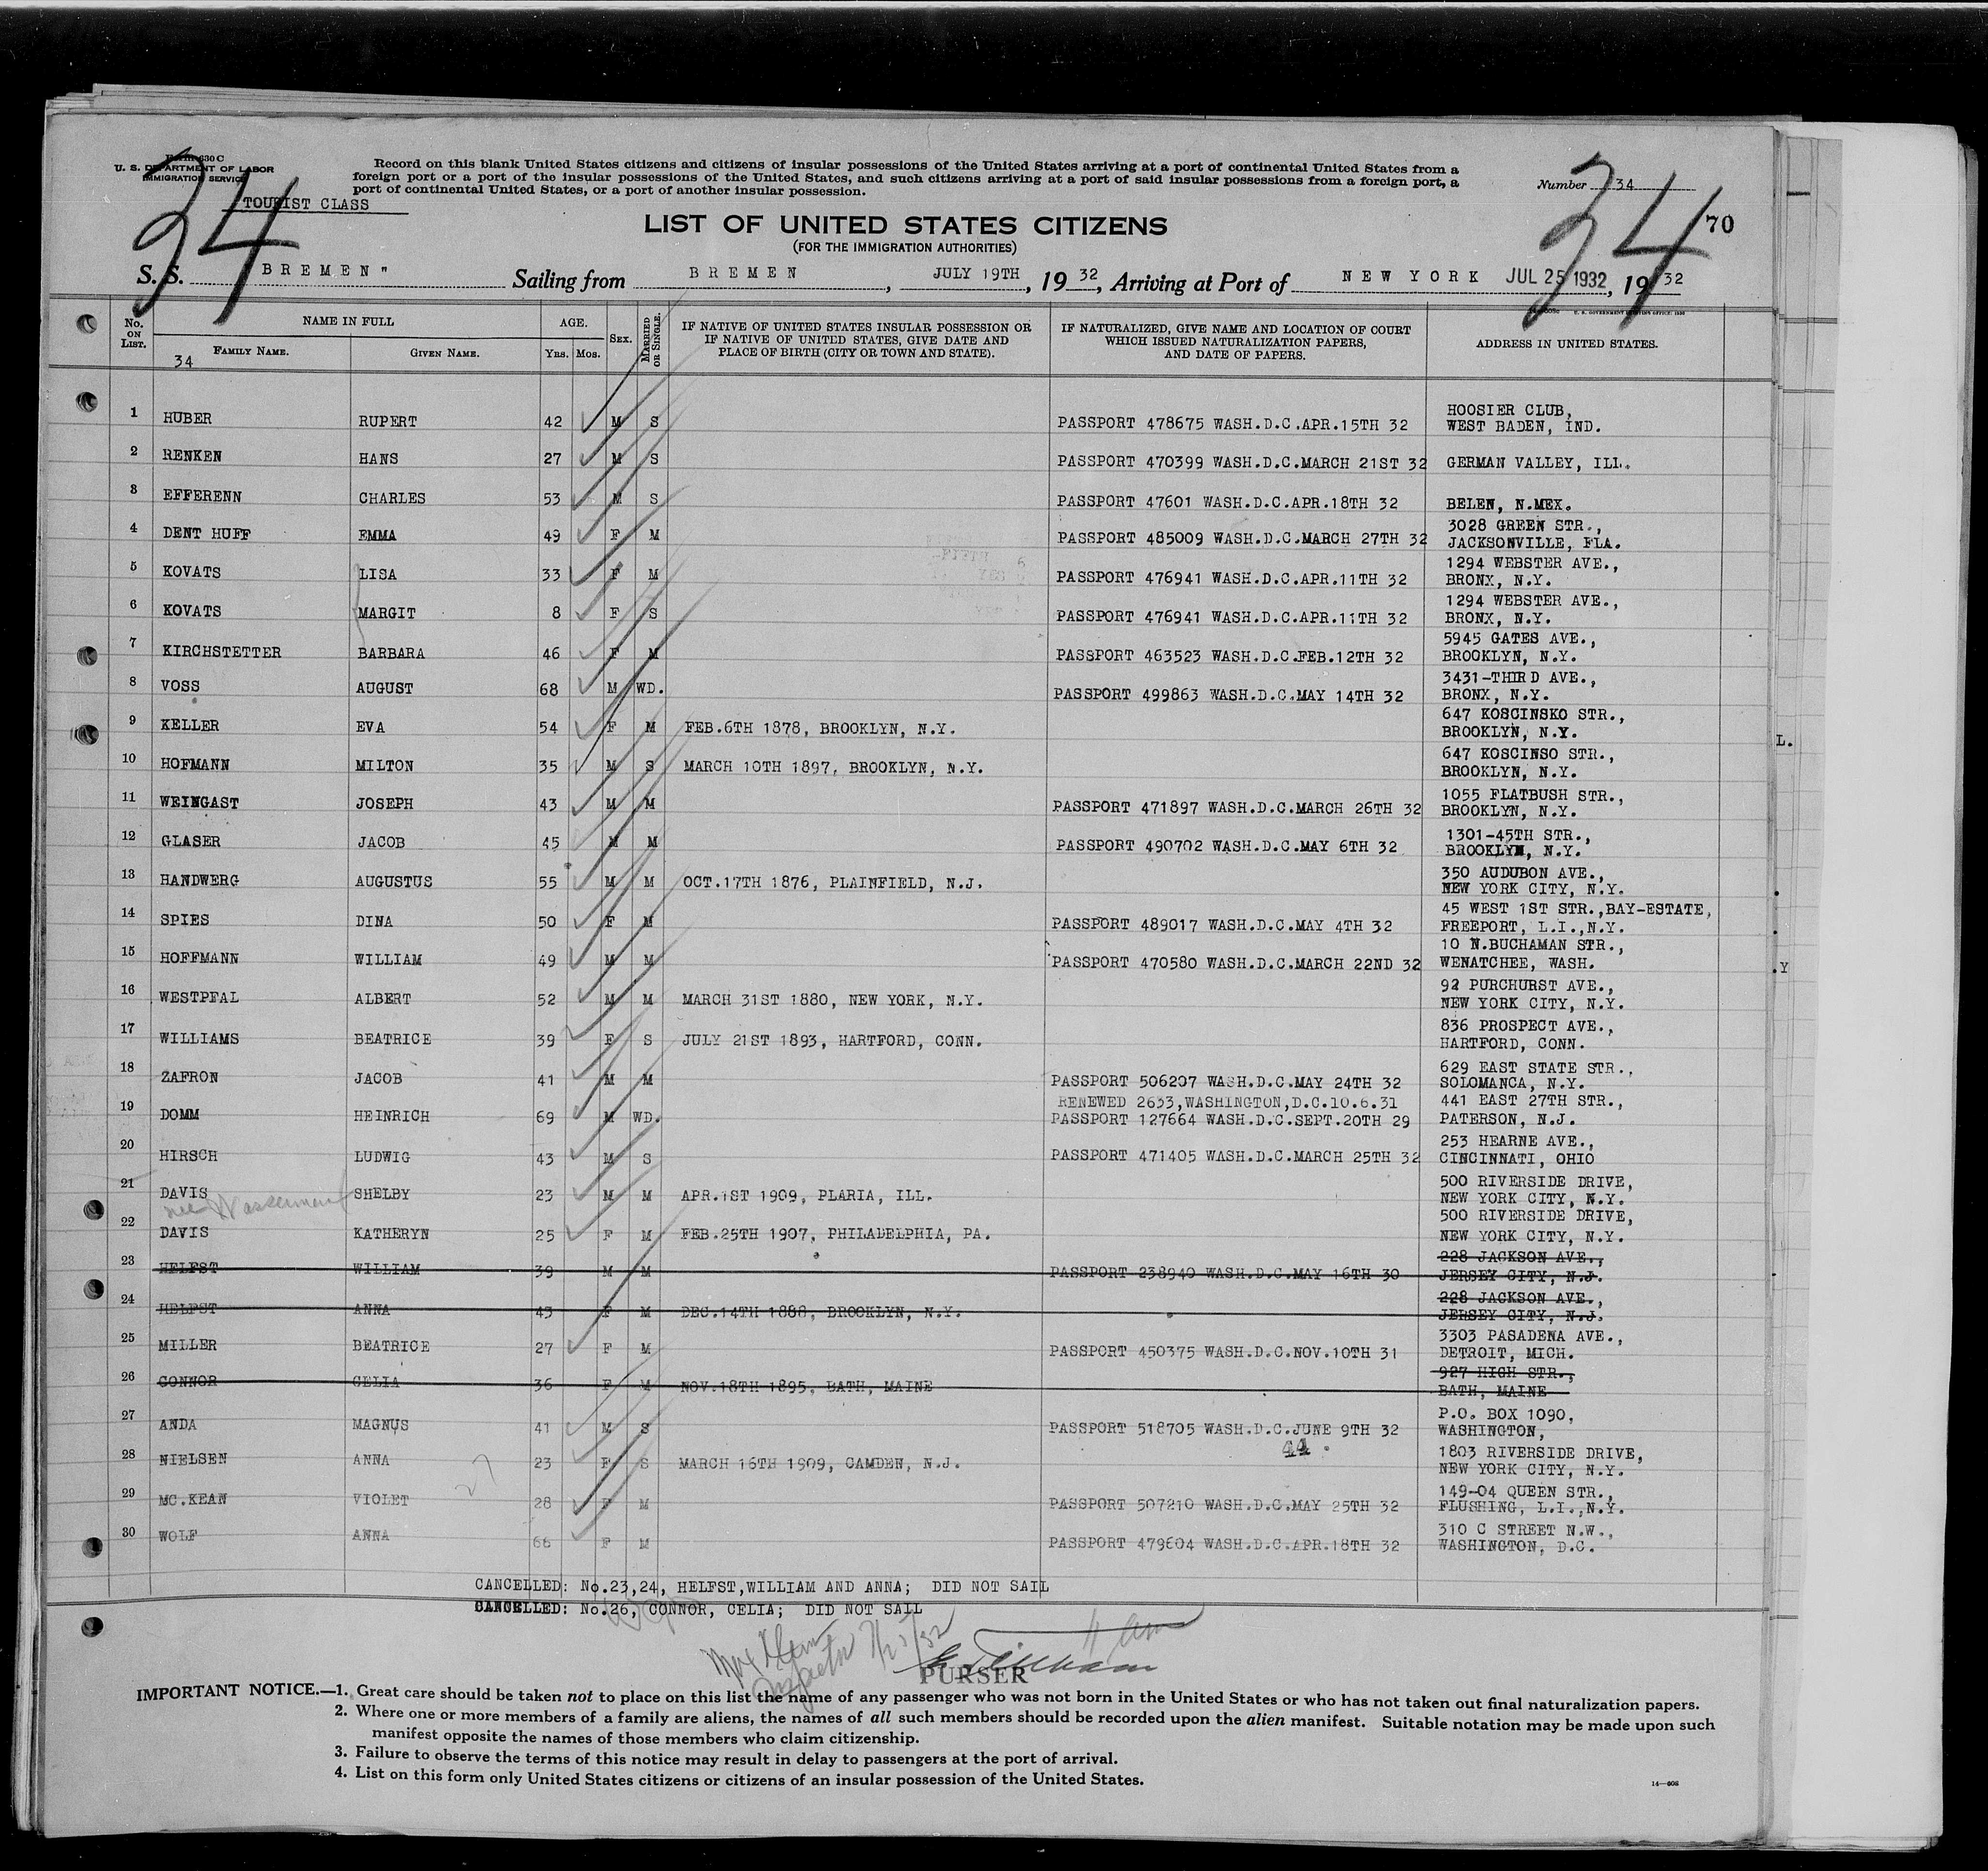 Form 630 C
U. S. DEPARTMENT OF LABOR
IMMIGRATION SERVICE
TOURIST CLASS
34
Record on this blank United States citizens and citizens of insular possessions of the United States arriving at a port of continental United States from a
foreign port or a port of the insular possessions of the United States, and such citizens arriving at a port of said insular possessions from a foreign port, a
port of continental United States, or a port of another insular possession.
Number 34
34
70
LIST OF UNITED STATES CITIZENS
(FOR THE IMMIGRATION AUTHORITIES)
S. S. BREMEN" Sailing from BREMEN, JULY 19TH, 19 32, Arriving at Port of NEW YORK JUL 25 1932, 19 32
No. ON LIST. NAME IN FULL AGE. SEX. MARRIED OR SINGLE. IF NATIVE OF UNITED STATES INSULAR POSSESSION OR IF NATIVE OF UNITED STATES, GIVE DATE AND PLACE OF BIRTH (CITY OR TOWN AND STATE). IF NATURALIZED, GIVE NAME AND LOCATION OF COURT WHICH ISSUED NATURALIZATION PAPERS, AND DATE OF PAPERS. ADDRESS IN UNITED STATES.
34 FAMILY NAME. GIVEN NAME. YRS. MOS.
1 HUBER RUPERT 42 M S PASSPORT 478675 WASH.D.C.APR.15TH 32 HOOSIER CLUB, WEST BADEN, IND.
2 RENKEN HANS 27 M S PASSPORT 470399 WASH.D.C.MARCH 21ST 32 GERMAN VALLEY, ILL.
3 EFFERENN CHARLES 53 M S PASSPORT 47601 WASH.D.C.APR.18TH 32 BELEN, N.MEX.
4 DENT HUFF EMMA 49 F M PASSPORT 485009 WASH.D.C.MARCH 27TH 32 3028 GREEN STR., JACKSONVILLE, FLA.
5 KOVATS LISA 33 F M PASSPORT 476941 WASH.D.C.APR.11TH 32 1294 WEBSTER AVE., BRONX, N.Y.
6 KOVATS MARGIT 8 F S PASSPORT 476941 WASH.D.C.APR.11TH 32 1294 WEBSTER AVE., BRONX, N.Y.
7 KIRCHSTETTER BARBARA 46 F M PASSPORT 463523 WASH.D.C.FEB.12TH 32 5945 GATES AVE., BROOKLYN, N.Y.
8 VOSS AUGUST 68 M WD. PASSPORT 499863 WASH.D.C.MAY 14TH 32 3431-THIRD AVE., BRONX, N.Y.
9 KELLER EVA 54 F M FEB.6TH 1878, BROOKLYN, N.Y. 647 KOSCINSKO STR., BROOKLYN, N.Y.
10 HOFMANN MILTON 35 M S MARCH 10TH 1897, BROOKLYN, N.Y. 647 KOSCINSO STR., BROOKLYN, N.Y.
11 WEINGAST JOSEPH 43 M M PASSPORT 471897 WASH.D.C.MARCH 26TH 32 1055 FLATBUSH STR., BROOKLYN, N.Y.
12 GLASER JACOB 45 M M PASSPORT 490702 WASH.D.C.MAY 6TH 32 1301-45TH STR., BROOKLYN, N.Y.
13 HANDWERG AUGUSTUS 55 M M OCT.17TH 1876, PLAINFIELD, N.J. 350 AUDUBON AVE., NEW YORK CITY, N.Y.
14 SPIES DINA 50 F M PASSPORT 489017 WASH.D.C.MAY 4TH 32 45 WEST 1ST STR.,BAY-ESTATE, FREEPORT, L.I.,N.Y.
15 HOFFMANN WILLIAM 49 M M PASSPORT 470580 WASH.D.C.MARCH 22ND 32 10 N.BUCHAMAN STR., WENATCHEE, WASH.
16 WESTPFAL ALBERT 52 M M MARCH 31ST 1880, NEW YORK, N.Y. 92 PURCHURST AVE., NEW YORK CITY, N.Y.
17 WILLIAMS BEATRICE 39 F S JULY 21ST 1893, HARTFORD, CONN. 836 PROSPECT AVE., HARTFORD, CONN.
18 ZAFRON JACOB 41 M M PASSPORT 506207 WASH.D.C.MAY 24TH 32 629 EAST STATE STR., SOLOMANCA, N.Y.
19 DOMM HEINRICH 69 M WD. RENEWED 2633,WASHINGTON,D.C.10.6.31 PASSPORT 127664 WASH.D.C.SEPT.20TH 29 441 EAST 27TH STR., PATERSON, N.J.
20 HIRSCH LUDWIG 43 M S PASSPORT 471405 WASH.D.C.MARCH 25TH 32 253 HEARNE AVE., CINCINNATI, OHIO
21 DAVIS SHELBY 23 M M APR.1ST 1909, PLARIA, ILL. 500 RIVERSIDE DRIVE, NEW YORK CITY, N.Y.
nee Wasserman
22 DAVIS KATHERYN 25 F M FEB.25TH 1907, PHILADELPHIA, PA. 500 RIVERSIDE DRIVE, NEW YORK CITY, N.Y.
23 HELFST WILLIAM 39 M M PASSPORT 238940 WASH.D.C.MAY 16TH 30 228 JACKSON AVE., JERSEY CITY, N.J.
24 HELPST ANNA 43 F M DEC.14TH 1888, BROOKLYN, N.Y. 228 JACKSON AVE., JERSEY CITY, N.J.
25 MILLER BEATRICE 27 F M PASSPORT 450375 WASH.D.C.NOV.10TH 31 3303 PASADENA AVE., DETROIT, MICH.
26 CONNOR CELIA 36 F M NOV.18TH 1895, BATH, MAINE 927 HIGH STR., BATH, MAINE
27 ANDA MAGNUS 41 M S PASSPORT 518705 WASH.D.C.JUNE 9TH 32 P.O. BOX 1090, WASHINGTON,
44
28 NIELSEN ANNA 23 F S MARCH 16TH 1909, CAMDEN, N.J. 1803 RIVERSIDE DRIVE, NEW YORK CITY, N.Y.
27
29 MC.KEAN VIOLET 28 F M PASSPORT 507210 WASH.D.C.MAY 25TH 32 149-04 QUEEN STR., FLUSHING, L.I.,N.Y.
30 WOLF ANNA 66 F M PASSPORT 479604 WASH.D.C.APR.18TH 32 310 C STREET N.W., WASHINGTON, D.C.
CANCELLED: No.23,24, HELFST,WILLIAM AND ANNA; DID NOT SAIL
CANCELLED: No.26, CONNOR, CELIA; DID NOT SAIL
Inspector 7/25/32
PURSER
IMPORTANT NOTICE.—1. Great care should be taken not to place on this list the name of any passenger who was not born in the United States or who has not taken out final naturalization papers.
2. Where one or more members of a family are aliens, the names of all such members should be recorded upon the alien manifest. Suitable notation may be made upon such
manifest opposite the names of those members who claim citizenship.
3. Failure to observe the terms of this notice may result in delay to passengers at the port of arrival.
4. List on this form only United States citizens or citizens of an insular possession of the United States.
14—606